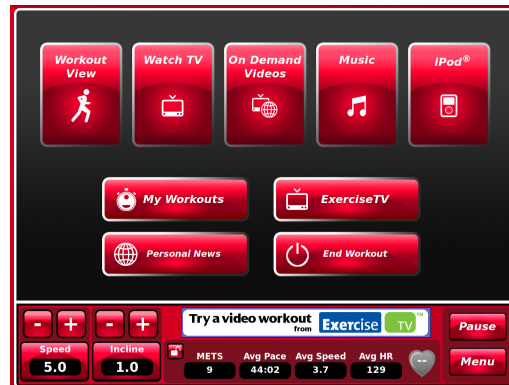 Workout View
Watch TV
On Demand Videos
Music
iPod®
My Workouts
ExerciseTV
Personal News
End Workout
- + - +
Try a video workout
from Exercise TV™
Pause
Speed
5.0
Incline
1.0
METS
9
Avg Pace
44:02
Avg Speed
3.7
Avg HR
129
--
Menu